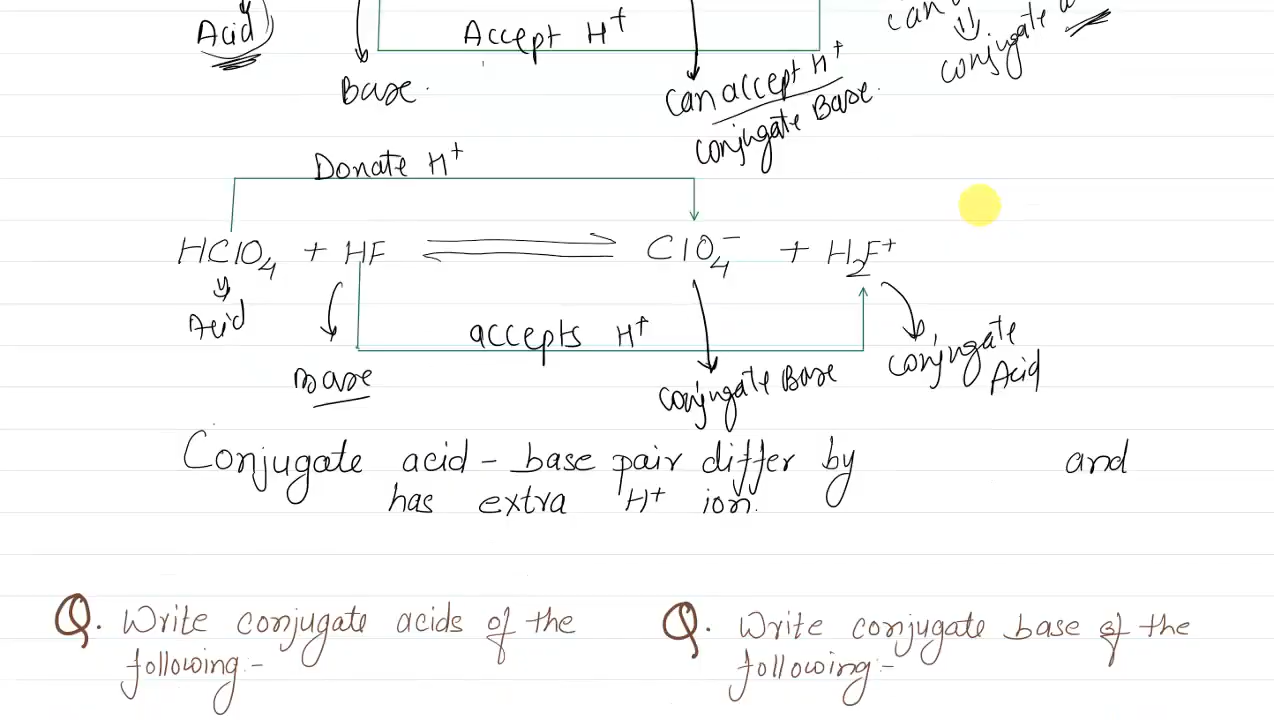 Acid
Accept H⁺
can
conjugate
Base.
can accept H⁺
conjugate Base.
Donate H⁺
HClO₄ + HF ⇌ ClO₄⁻ + H₂F⁺
Acid
accepts H⁺
Base
Conjugate Base
Conjugate
Acid
Conjugate acid - base pair differ by and
has extra H⁺ ion.
Q. Write conjugate acids of the
following:-
Q. Write conjugate base of the
following:-